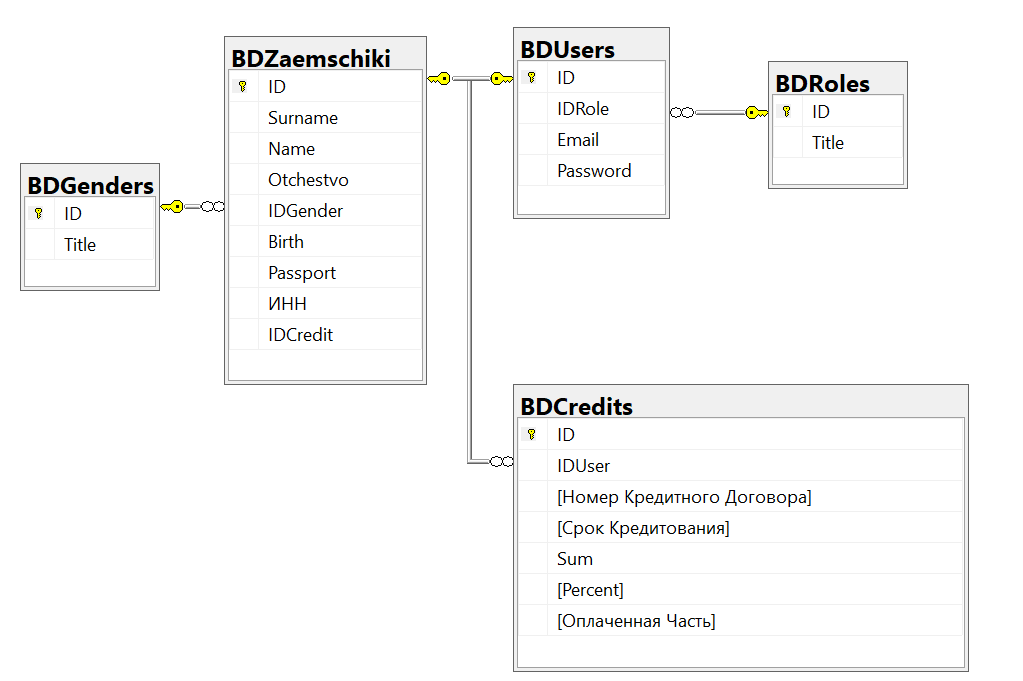 BDZaemschiki
ID
Surname
Name
Otchestvo
IDGender
Birth
Passport
ИНН
IDCredit
BDUsers
ID
IDRole
Email
Password
BDRoles
ID
Title
BDGenders
ID
Title
BDCredits
ID
IDUser
[Номер Кредитного Договора]
[Срок Кредитования]
Sum
[Percent]
[Оплаченная Часть]